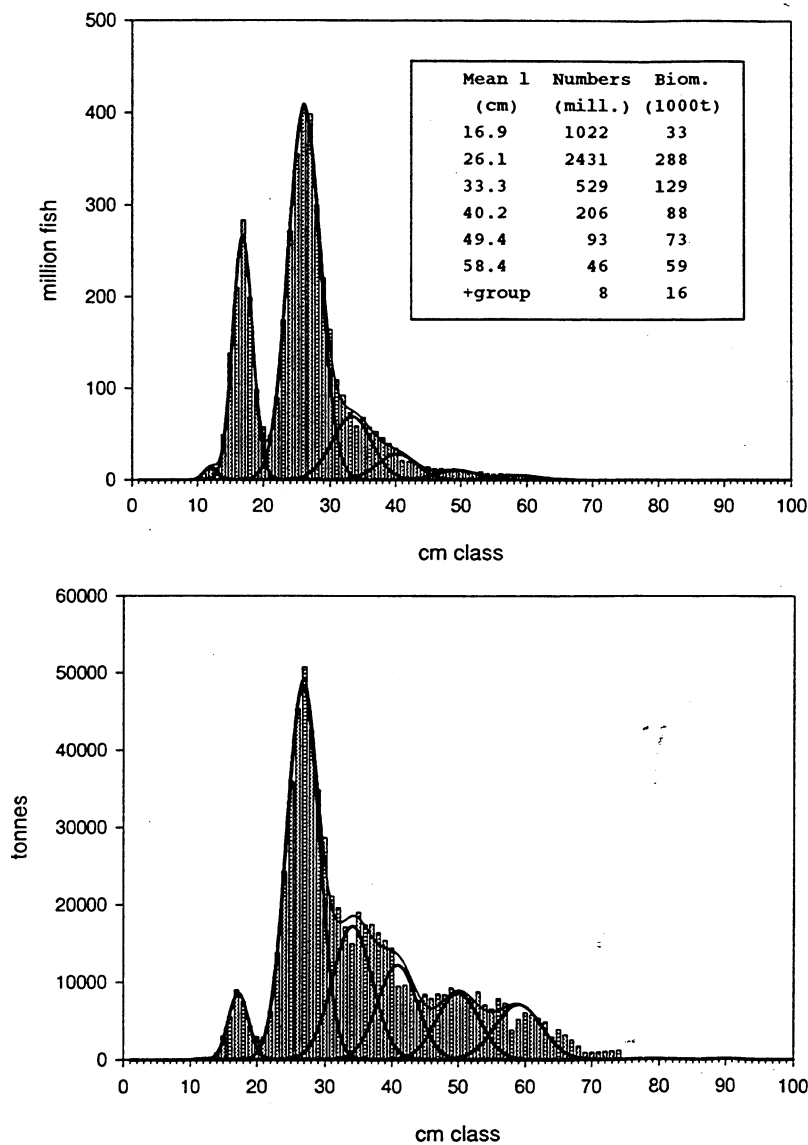 500
400
300
200
100
0
million fish
Mean l Numbers Biom.
(cm) (mill.) (1000t)
16.9 1022 33
26.1 2431 288
33.3 529 129
40.2 206 88
49.4 93 73
58.4 46 59
+group 8 16
0 10 20 30 40 50 60 70 80 90 100
cm class
60000
50000
40000
30000
20000
10000
0
tonnes
0 10 20 30 40 50 60 70 80 90 100
cm class